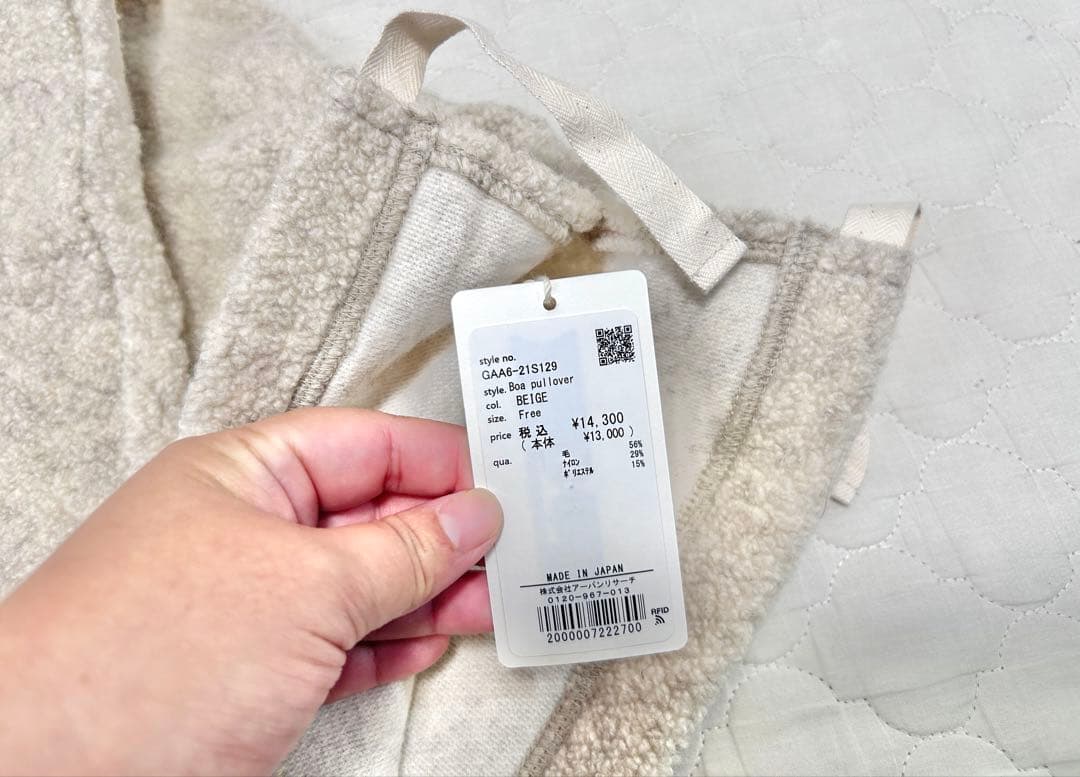 style no.
GAA6-21S129
style. Boa pullover
col. BEIGE
size. Free
price 税込 ¥14,300
(本体 ¥13,000)
qua. 毛 56%
ナイロン 29%
ポリエステル 15%
MADE IN JAPAN
株式会社アーバンリサーチ
0120-967-013
RFID
2000007222700